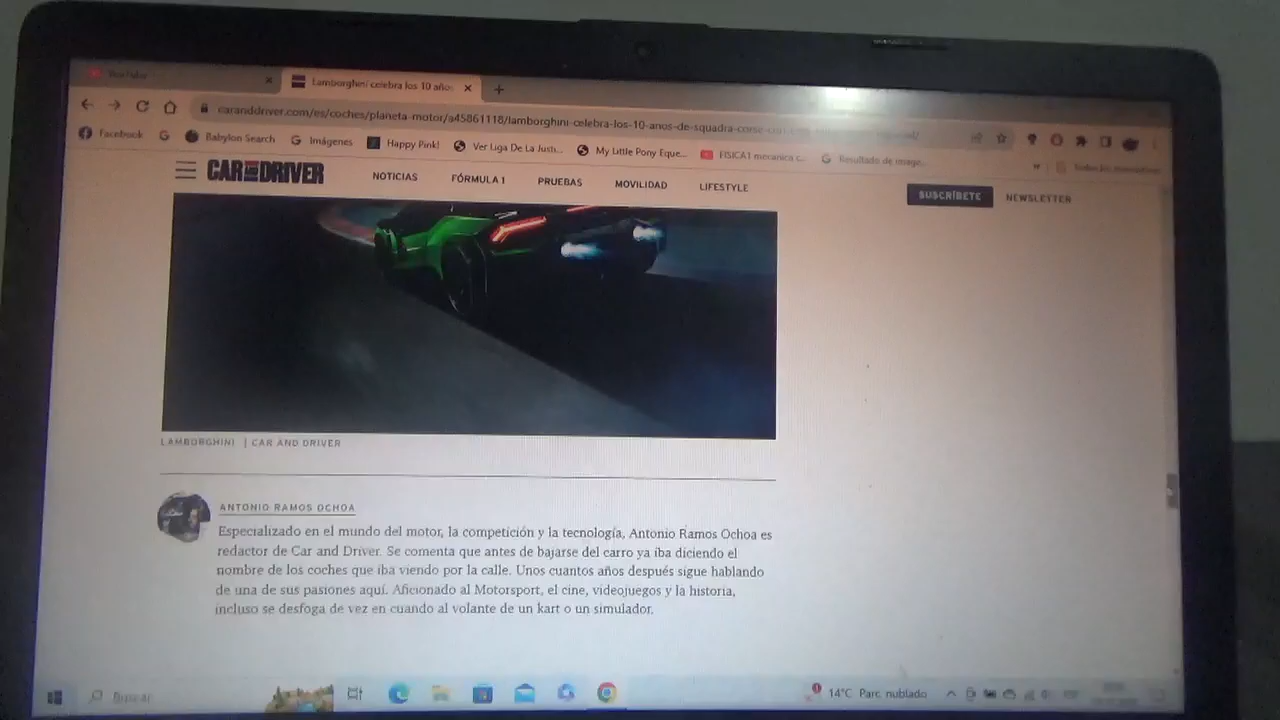 YouTube
Lamborghini celebra los 10 años
caranddriver.com/es/coches/planeta-motor/a45861118/lamborghini-celebra-los-10-anos-de-squadra-corse
Facebook
Babylon Search
Imágenes
Happy Pink!
Ver Liga De La Justi...
My Little Pony Eque...
FISICA1 mecanica c...
Resultado de image...
CAR AND DRIVER
NOTICIAS
FÓRMULA 1
PRUEBAS
MOVILIDAD
LIFESTYLE
SUSCRÍBETE
NEWSLETTER
LAMBORGHINI | CAR AND DRIVER
ANTONIO RAMOS OCHOA
Especializado en el mundo del motor, la competición y la tecnología, Antonio Ramos Ochoa es
redactor de Car and Driver. Se comenta que antes de bajarse del carro ya iba diciendo el
nombre de los coches que iba viendo por la calle. Unos cuantos años después sigue hablando
de una de sus pasiones aquí. Aficionado al Motorsport, el cine, videojuegos y la historia,
incluso se desfoga de vez en cuando al volante de un kart o un simulador.
Buscar
14°C Parc. nublado